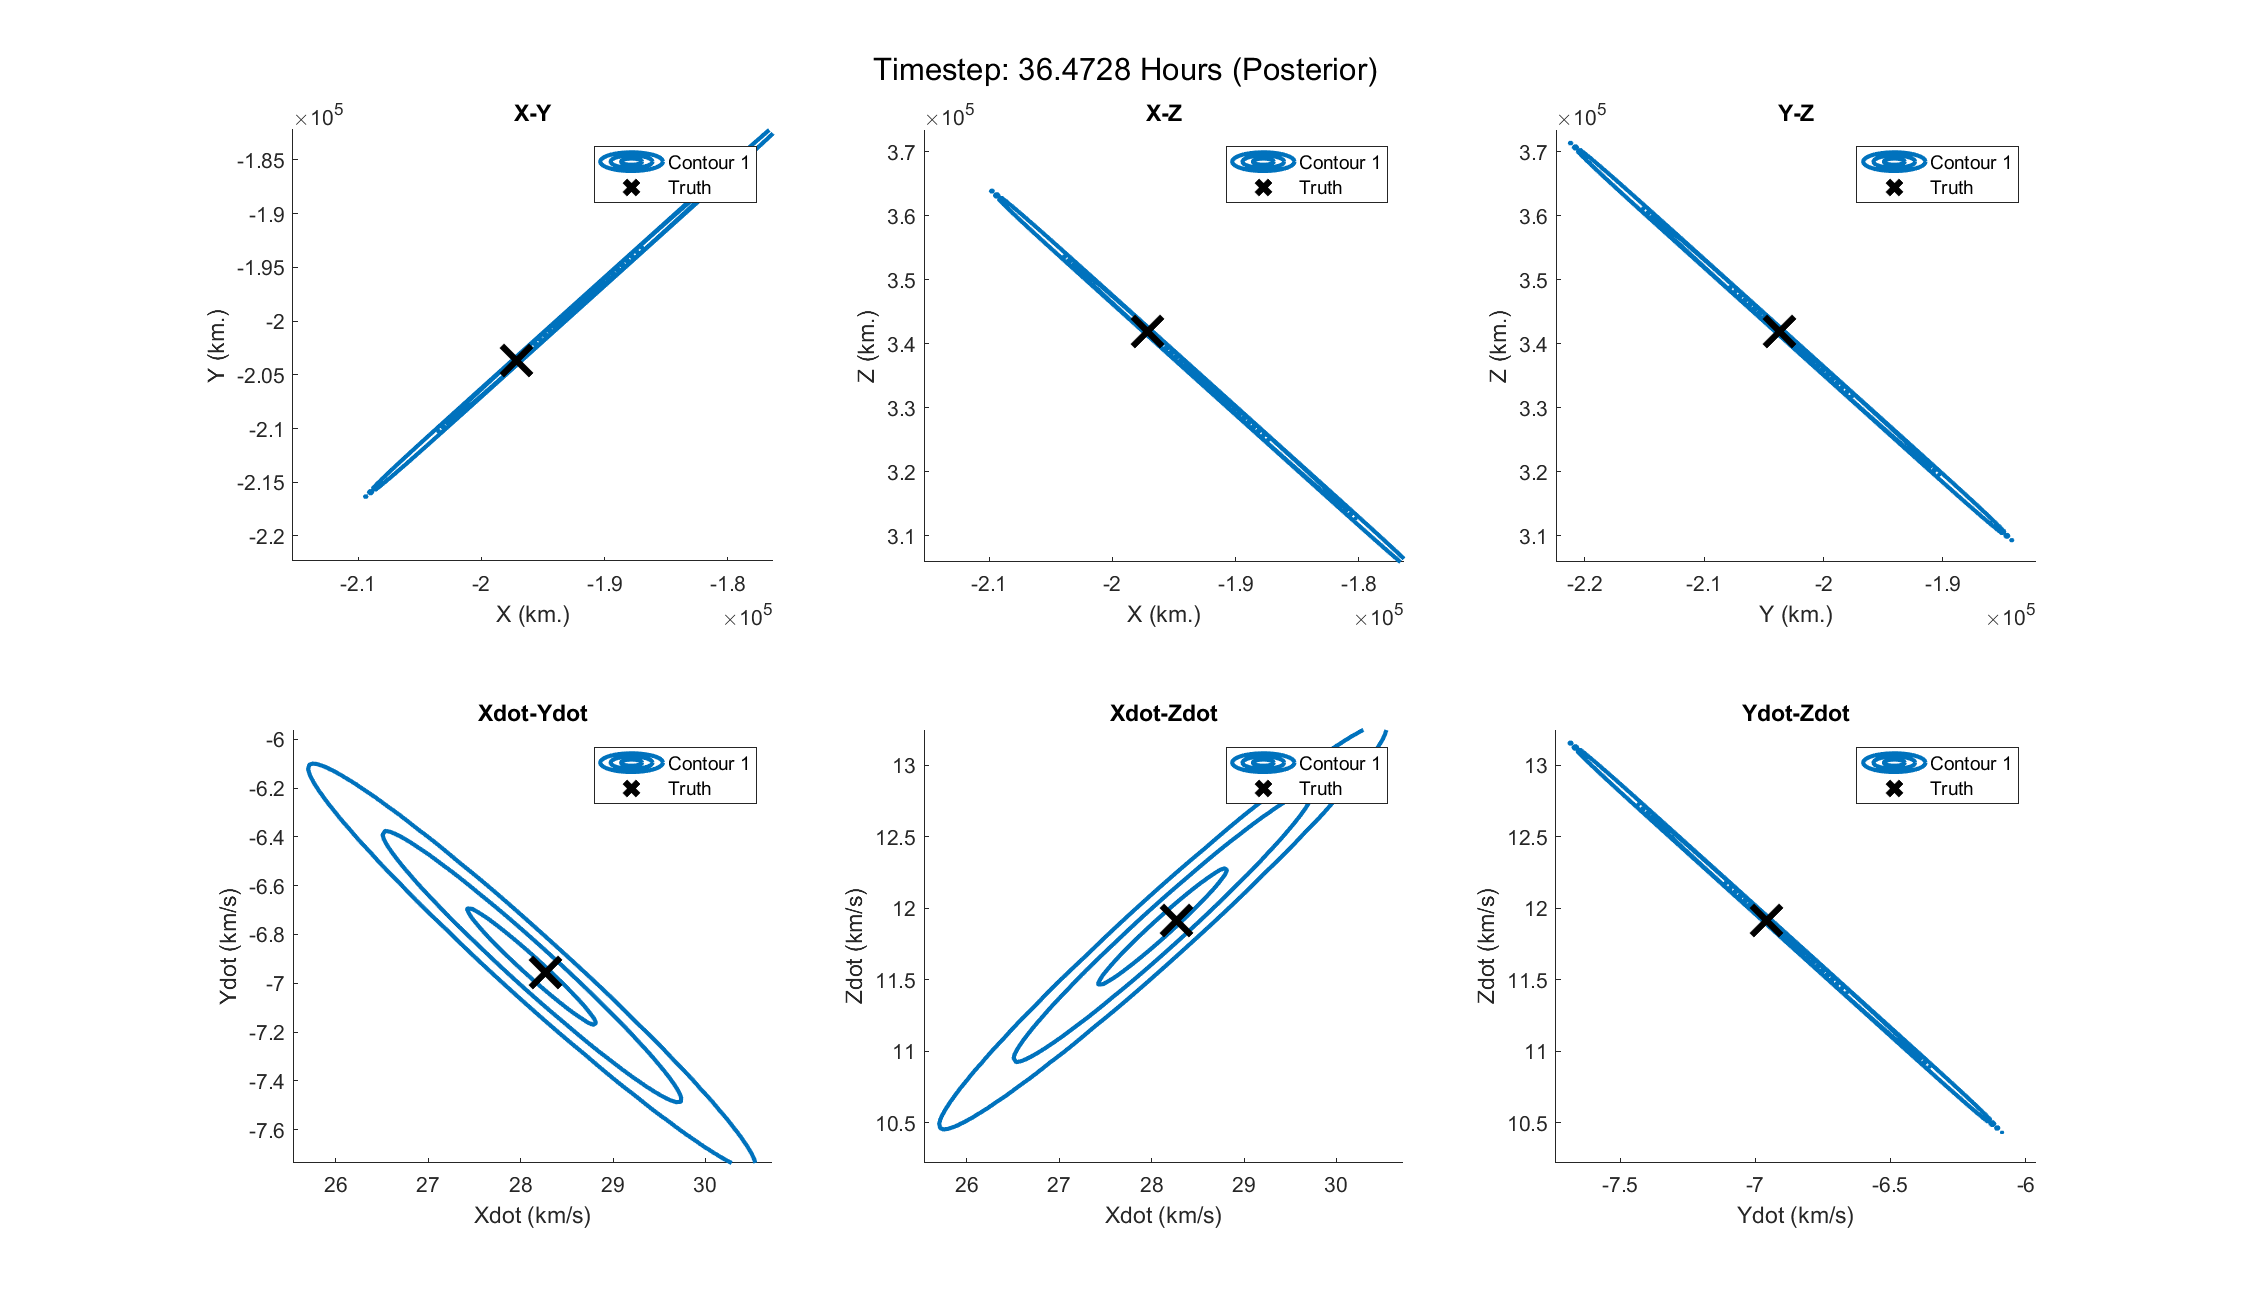 Timestep: 36.4728 Hours (Posterior)
X-Y
×10^5
-1.85
-1.9
-1.95
-2
-2.05
-2.1
-2.15
-2.2
Y (km.)
-2.1 -2 -1.9 -1.8
X (km.)
×10^5
Contour 1
Truth
X-Z
×10^5
3.7
3.6
3.5
3.4
3.3
3.2
3.1
Z (km.)
-2.1 -2 -1.9 -1.8
X (km.)
×10^5
Contour 1
Truth
Y-Z
×10^5
3.7
3.6
3.5
3.4
3.3
3.2
3.1
Z (km.)
-2.2 -2.1 -2 -1.9
Y (km.)
×10^5
Contour 1
Truth
Xdot-Ydot
-6
-6.2
-6.4
-6.6
-6.8
-7
-7.2
-7.4
-7.6
Ydot (km/s)
26 27 28 29 30
Xdot (km/s)
Contour 1
Truth
Xdot-Zdot
13
12.5
12
11.5
11
10.5
Zdot (km/s)
26 27 28 29 30
Xdot (km/s)
Contour 1
Truth
Ydot-Zdot
13
12.5
12
11.5
11
10.5
Zdot (km/s)
-7.5 -7 -6.5 -6
Ydot (km/s)
Contour 1
Truth